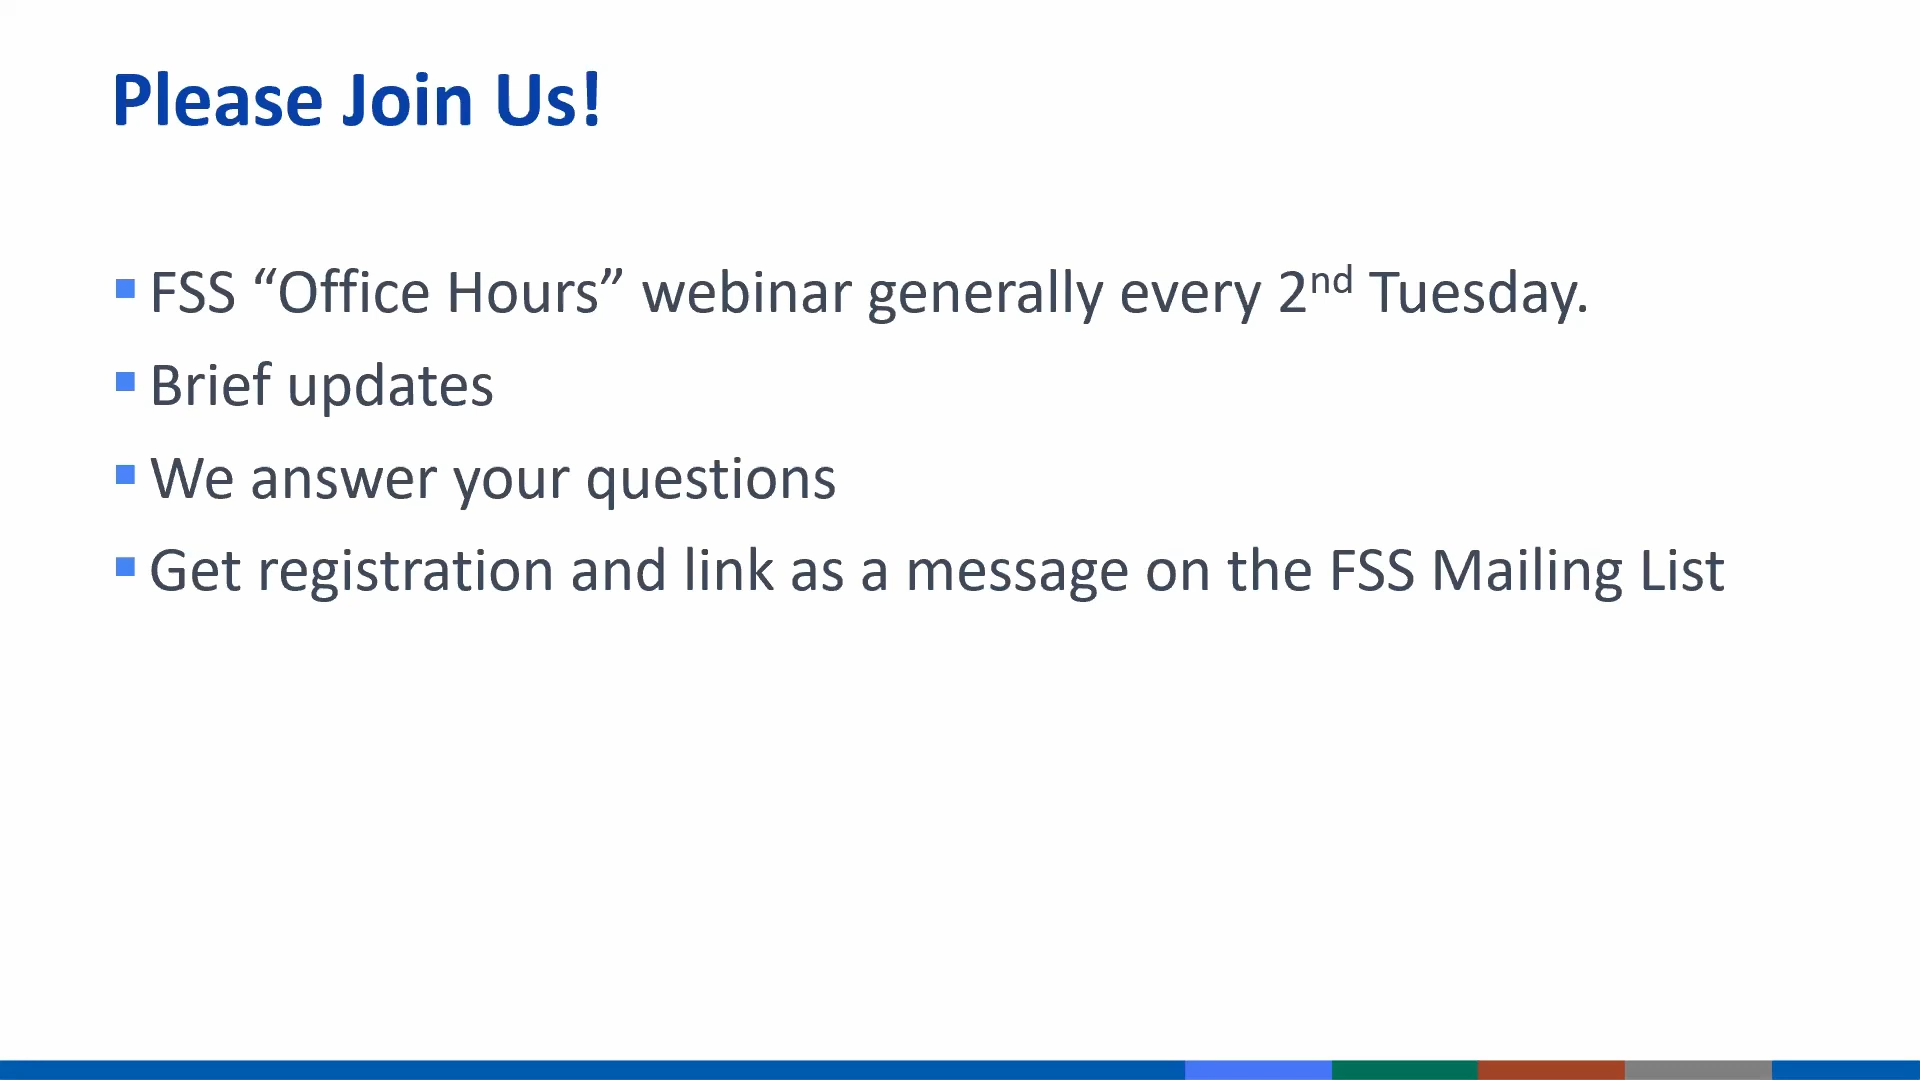 Please Join Us!
FSS “Office Hours” webinar generally every 2nd Tuesday.
Brief updates
We answer your questions
Get registration and link as a message on the FSS Mailing List